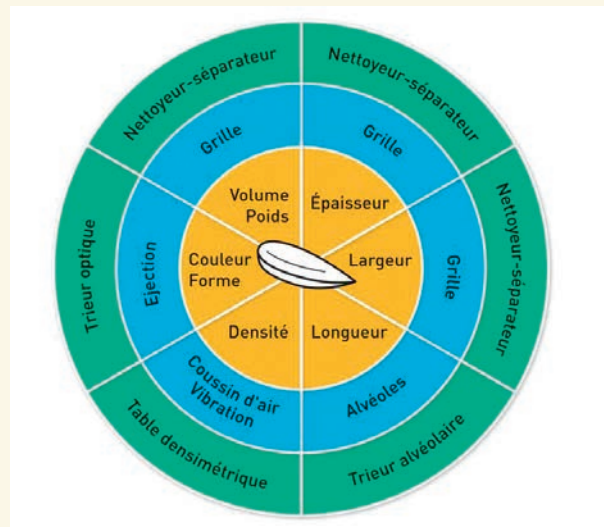 Nettoyeur-séparateur
Nettoyeur-séparateur
Grille
Grille
Volume
Poids
Épaisseur
Trieur optique
Ejection
Couleur
Forme
Largeur
Grille
Nettoyeur-séparateur
Densité
Longueur
Coussin d'air
Vibration
Alvéoles
Table densimétrique
Trieur alvéolaire